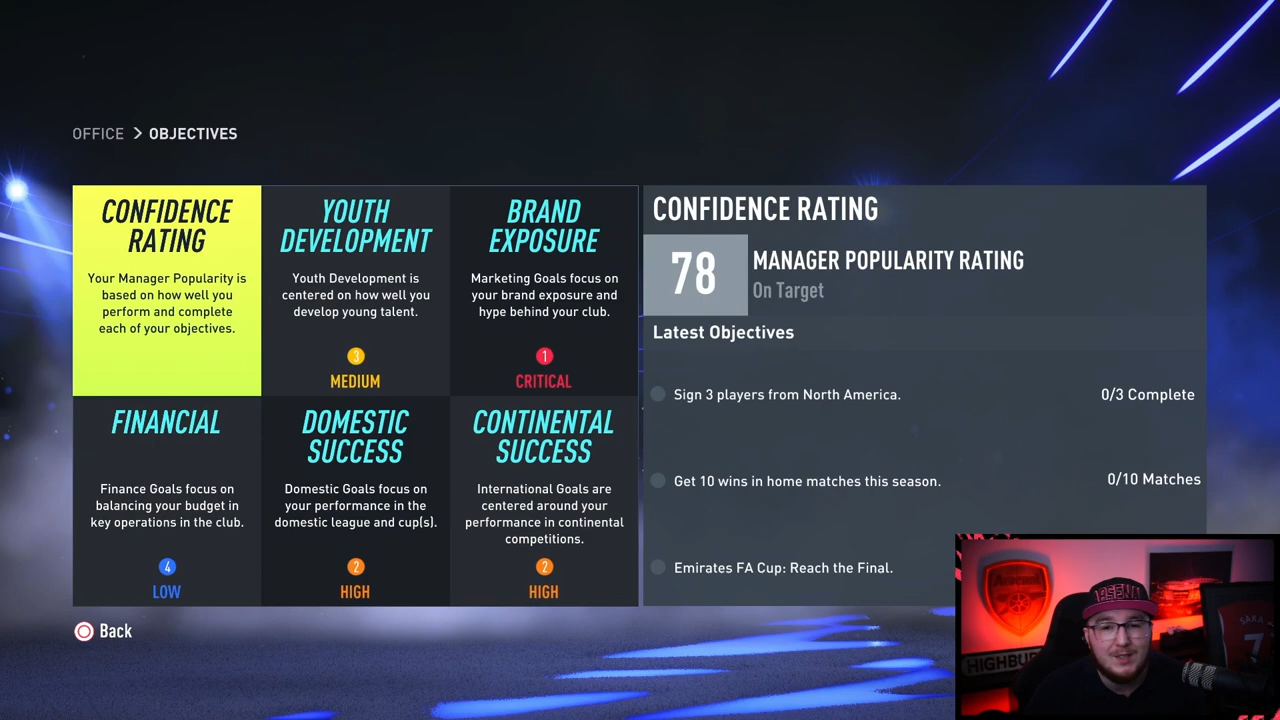 OFFICE > OBJECTIVES
CONFIDENCE
RATING
Your Manager Popularity is
based on how well you
perform and complete
each of your objectives.
YOUTH
DEVELOPMENT
Youth Development is
centered on how well you
develop young talent.
3
MEDIUM
BRAND
EXPOSURE
Marketing Goals focus on
your brand exposure and
hype behind your club.
1
CRITICAL
FINANCIAL
Finance Goals focus on
balancing your budget in
key operations in the club.
4
LOW
DOMESTIC
SUCCESS
Domestic Goals focus on
your performance in the
domestic league and cup(s).
2
HIGH
CONTINENTAL
SUCCESS
International Goals are
centered around your
performance in continental
competitions.
2
HIGH
CONFIDENCE RATING
78
MANAGER POPULARITY RATING
On Target
Latest Objectives
Sign 3 players from North America. 0/3 Complete
Get 10 wins in home matches this season. 0/10 Matches
Emirates FA Cup: Reach the Final.
Back
Arsenal
ARSENAL
SAKA
7